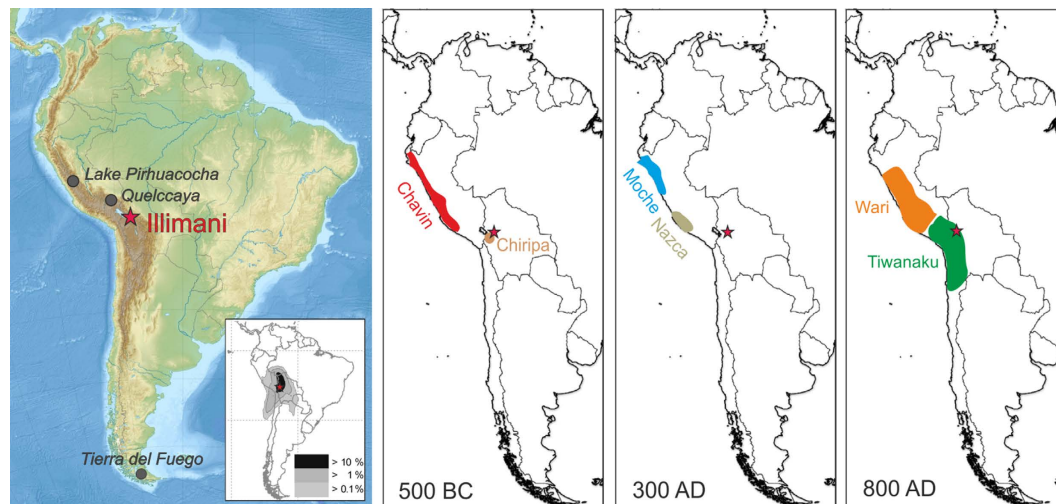 Lake Pirhuacocha
Quelccaya
Illimani
Tierra del Fuego
> 10 %
> 1 %
> 0.1%
Chavin
Chiripa
500 BC
Moche
Nazca
300 AD
Wari
Tiwanaku
800 AD